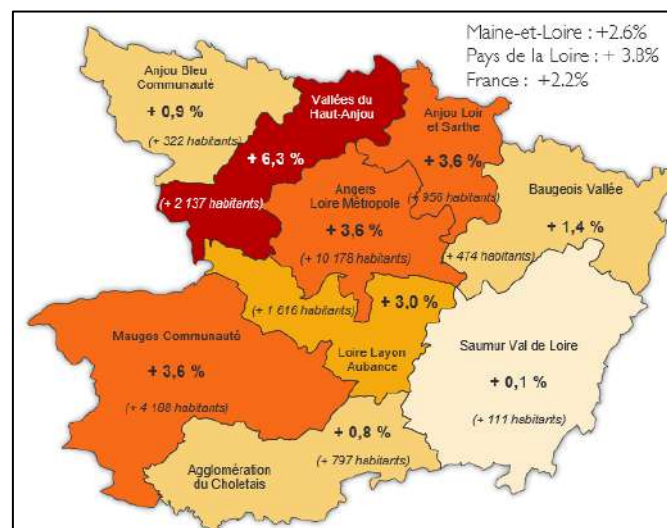 Maine-et-Loire : +2.6%
Pays de la Loire : + 3.8%
France : +2.2%
Anjou Bleu
Communauté
+ 0,9 %
(+ 322 habitants)
Vallées du
Haut-Anjou
+ 6,3 %
(+ 2 137 habitants)
Anjou Loir
et Sarthe
+ 3,6 %
(+ 956 habitants)
Angers
Loire Métropole
+ 3,6 %
(+ 10 178 habitants)
Baugeois Vallée
+ 1,4 %
(+ 474 habitants)
(+ 1 616 habitants)
+ 3,0 %
Loire Layon
Aubance
Mauges Communauté
+ 3,6 %
(+ 4 188 habitants)
Saumur Val de Loire
+ 0,1 %
(+ 111 habitants)
+ 0,8 %
(+ 797 habitants)
Agglomération
du Choletais